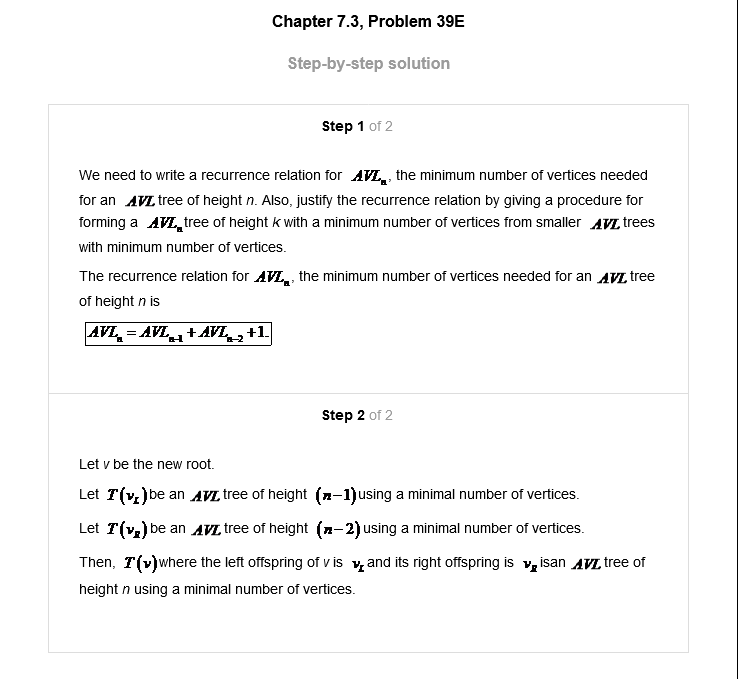 Chapter 7.3, Problem 39E
Step-by-step solution
Step 1 of 2
We need to write a recurrence relation for AVLₙ, the minimum number of vertices needed
for an AVL tree of height n. Also, justify the recurrence relation by giving a procedure for
forming a AVLₙ tree of height k with a minimum number of vertices from smaller AVL trees
with minimum number of vertices.
The recurrence relation for AVLₙ, the minimum number of vertices needed for an AVL tree
of height n is
AVLₙ = AVLₙ₋₁ + AVLₙ₋₂ +1.
Step 2 of 2
Let v be the new root.
Let T(v_L) be an AVL tree of height (n−1) using a minimal number of vertices.
Let T(v_R) be an AVL tree of height (n−2) using a minimal number of vertices.
Then, T(v) where the left offspring of v is v_L and its right offspring is v_R isan AVL tree of
height n using a minimal number of vertices.